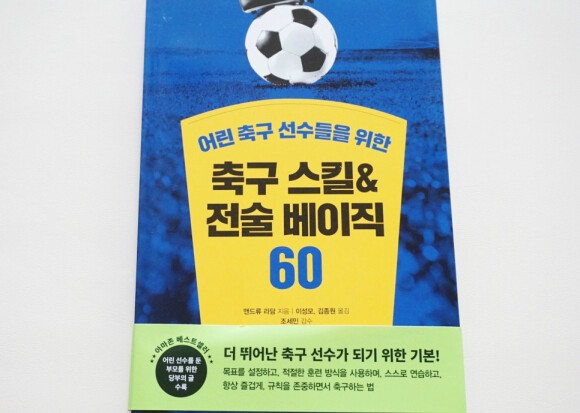 어린 축구 선수들을 위한
축구 스킬&
전술 베이직
60
앤드류 라탐 지음 | 이성모, 김종원 옮김
조세민 감수
아마존 베스트셀러
어린 선수를 둔
부모를 위한
당부의 글
수록
더 뛰어난 축구 선수가 되기 위한 기본!
목표를 설정하고, 적절한 훈련 방식을 사용하며, 스스로 연습하고,
항상 즐겁게, 규칙을 존중하면서 축구하는 법